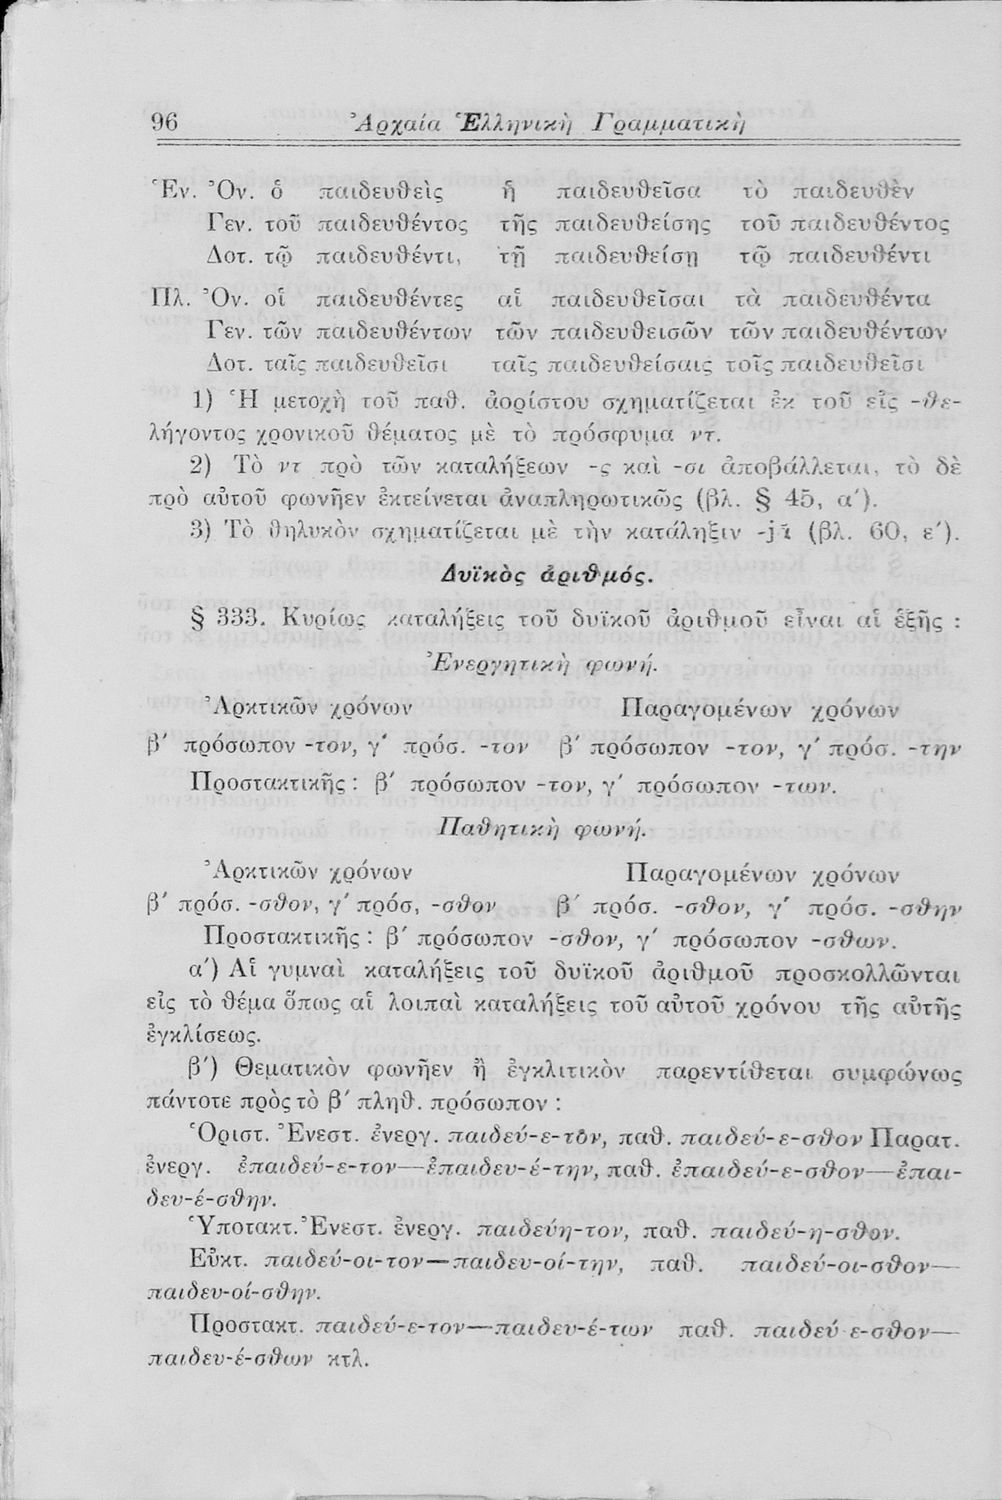 96 Ἀρχαία Ἑλληνικὴ Γραμματικὴ
Ἑν. Ὀν. ὁ παιδευθεὶς ἡ παιδευθεῖσα τὸ παιδευθὲν
Γεν. τοῦ παιδευθέντος τῆς παιδευθείσης τοῦ παιδευθέντος
Δοτ. τῷ παιδευθέντι, τῇ παιδευθείσῃ τῷ παιδευθέντι
Πλ. Ὀν. οἱ παιδευθέντες αἱ παιδευθεῖσαι τὰ παιδευθέντα
Γεν. τῶν παιδευθέντων τῶν παιδευθεισῶν τῶν παιδευθέντων
Δοτ. ταῖς παιδευθεῖσι ταῖς παιδευθείσαις τοῖς παιδευθεῖσι
1) Ἡ μετοχὴ τοῦ παθ. ἀορίστου σχηματίζεται ἐκ τοῦ εἰς -θε-
λήγοντος χρονικοῦ θέματος μὲ τὸ πρόσφυμα ντ.
2) Τὸ ντ πρὸ τῶν καταλήξεων -ς καὶ -σι ἀποβάλλεται, τὸ δὲ
πρὸ αὐτοῦ φωνῆεν ἐκτείνεται ἀναπληρωτικῶς (βλ. § 45, α΄).
3) Τὸ θηλυκὸν σχηματίζεται μὲ τὴν κατάληξιν (βλ. 60, ε΄).
Δυϊκὸς ἀριθμός.
§ 333. Κυρίως καταλήξεις τοῦ δυϊκοῦ ἀριθμοῦ εἶναι αἱ ἑξῆς :
Ἐνεργητικὴ φωνή.
Ἀρκτικῶν χρόνων Παραγομένων χρόνων
β΄ πρόσωπον -τον, γ΄ πρόσ. -τον β΄ πρόσωπον -τον, γ΄ πρόσ. -την
Προστακτικῆς : β΄ πρόσωπον -τον, γ΄ πρόσωπον -των.
Παθητικὴ φωνή.
Ἀρκτικῶν χρόνων Παραγομένων χρόνων
β΄ πρόσ. -σθον, γ΄ πρόσ, -σθον β΄ πρόσ. -σθον, γ΄ πρόσ. -σθην
Προστακτικῆς : β΄ πρόσωπον -σθον, γ΄ πρόσωπον -σθων.
α΄) Αἱ γυμναὶ καταλήξεις τοῦ δυϊκοῦ ἀριθμοῦ προσκολλῶνται
εἰς τὸ θέμα ὅπως αἱ λοιπαὶ καταλήξεις τοῦ αὐτοῦ χρόνου τῆς αὐτῆς
ἐγκλίσεως.
β΄) Θεματικὸν φωνῆεν ἢ ἐγκλιτικὸν παρεντίθεται συμφώνως
πάντοτε πρὸς τὸ β΄ πληθ. πρόσωπον :
Ὁριστ. Ἐνεστ. ἐνεργ. παιδεύ-ε-τον, παθ. παιδεύ-ε-σθον Παρατ.
ἐνεργ. ἐπαιδεύ-ε-τον—ἐπαιδευ-έ-την, παθ. ἐπαιδεύ-ε-σθον—ἐπαι-
δευ-έ-σθην.
Ὑποτακτ. Ἐνεστ. ἐνεργ. παιδεύη-τον, παθ. παιδεύ-η-σθον.
Εὐκτ. παιδεύ-οι-τον—παιδευ-οί-την, παθ. παιδεύ-οι-σθον—
παιδευ-οί-σθην.
Προστακτ. παιδεύ-ε-τον—παιδευ-έ-των παθ. παιδεύ ε-σθον—
παιδευ-έ-σθων κτλ.